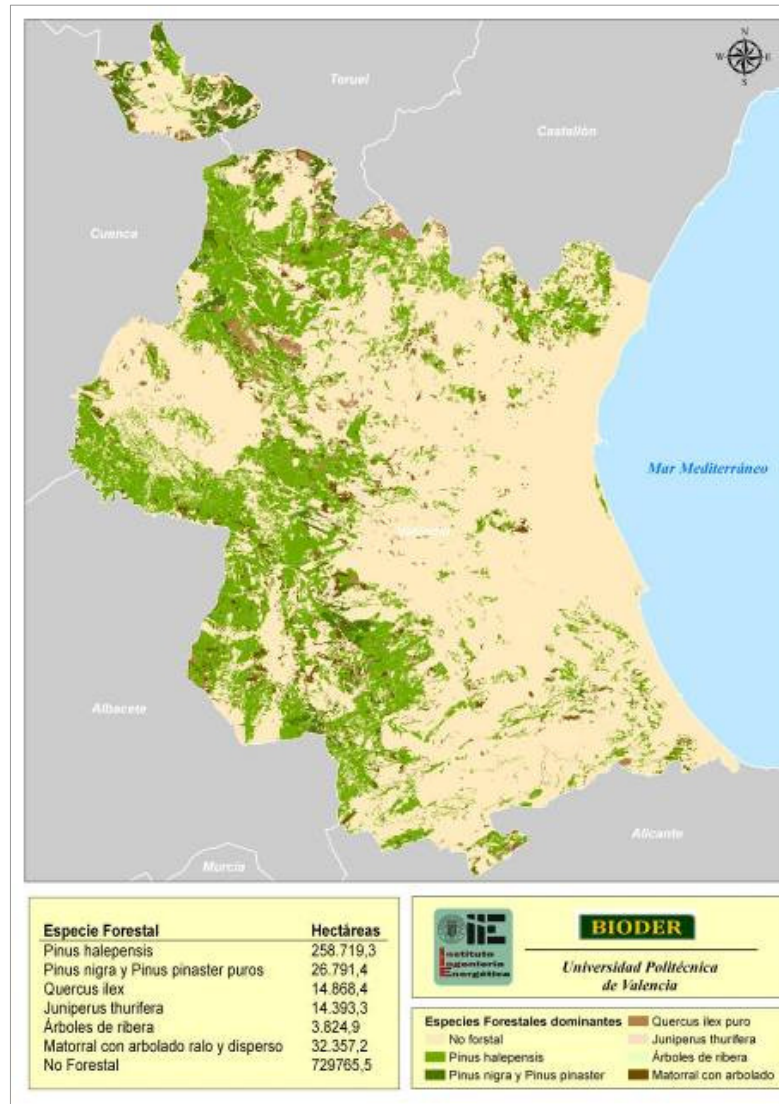 N
W E
S
Teruel
Castellón
Cuenca
Mar Mediterráneo
Albacete
Alicante
Murcia
Especie Forestal Hectáreas
Pinus halepensis 258.719,3
Pinus nigra y Pinus pinaster puros 26.791,4
Quercus ilex 14.868,4
Juniperus thurifera 14.393,3
Árboles de ribera 3.824,9
Matorral con arbolado ralo y disperso 32.357,2
No Forestal 729765,5
iiE
Instituto
Ingeniería
Energética
BIODER
Universidad Politécnica
de Valencia
Especies Forestales dominantes
No forstal
Pinus halepensis
Pinus nigra y Pinus pinaster
Quercus ilex puro
Juniperus thurifera
Árboles de ribera
Matorral con arbolado